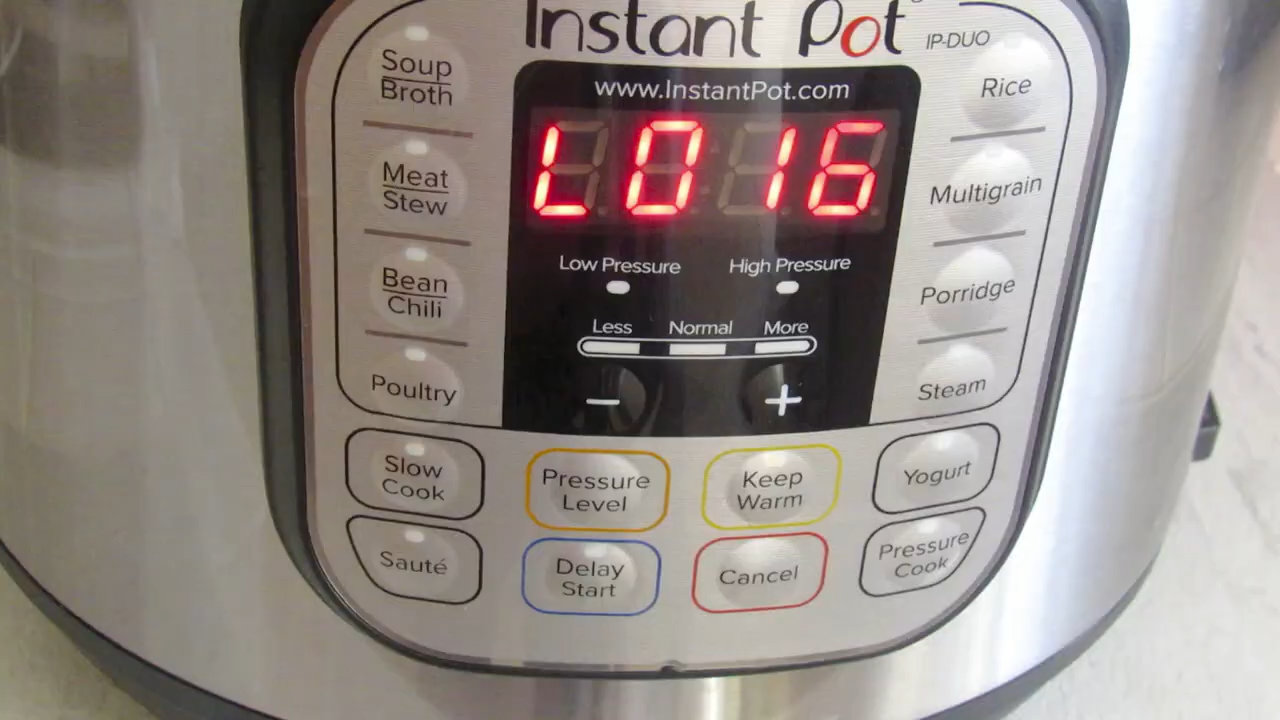 Instant Pot
IP-DUO
www.InstantPot.com
L0 16
Soup
Broth
Meat
Stew
Bean
Chili
Poultry
Rice
Multigrain
Porridge
Steam
Low Pressure
High Pressure
Less
Normal
More
−
+
Slow
Cook
Sauté
Pressure
Level
Delay
Start
Keep
Warm
Cancel
Yogurt
Pressure
Cook